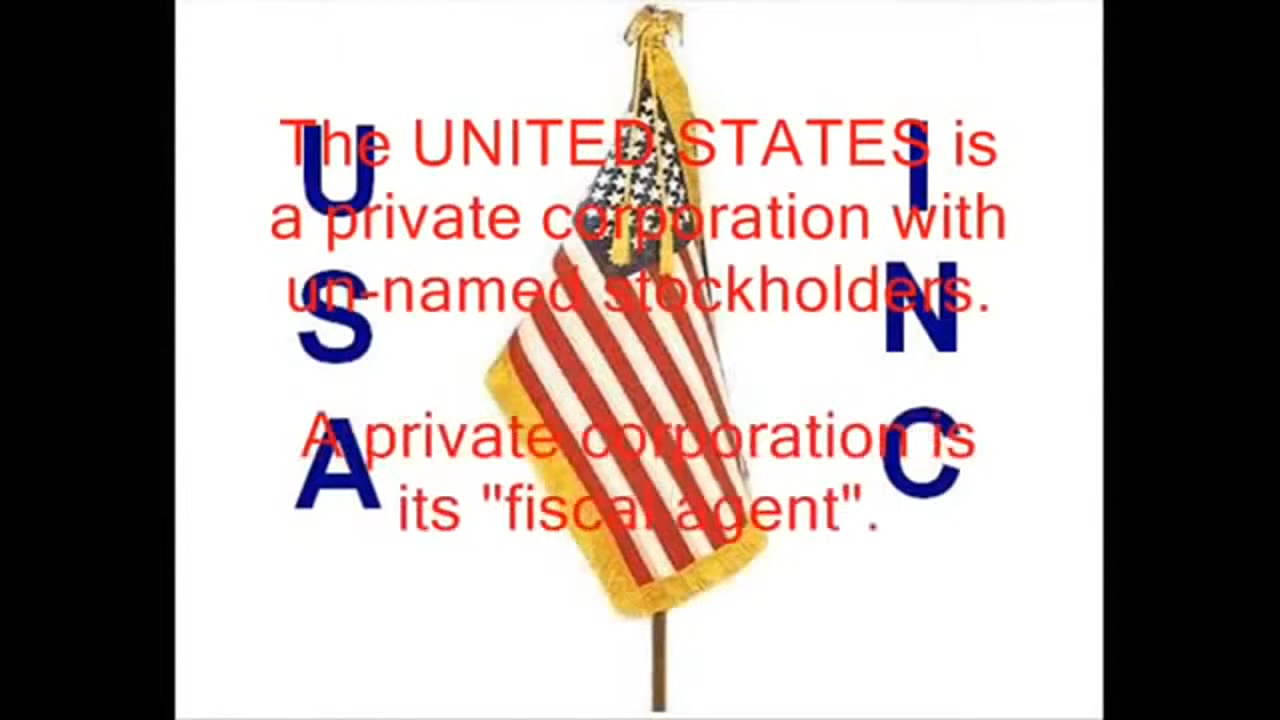 The UNITED STATES is
a private corporation with
un-named stockholders.
A private corporation is
its "fiscal agent".
U
S
A
I
N
C